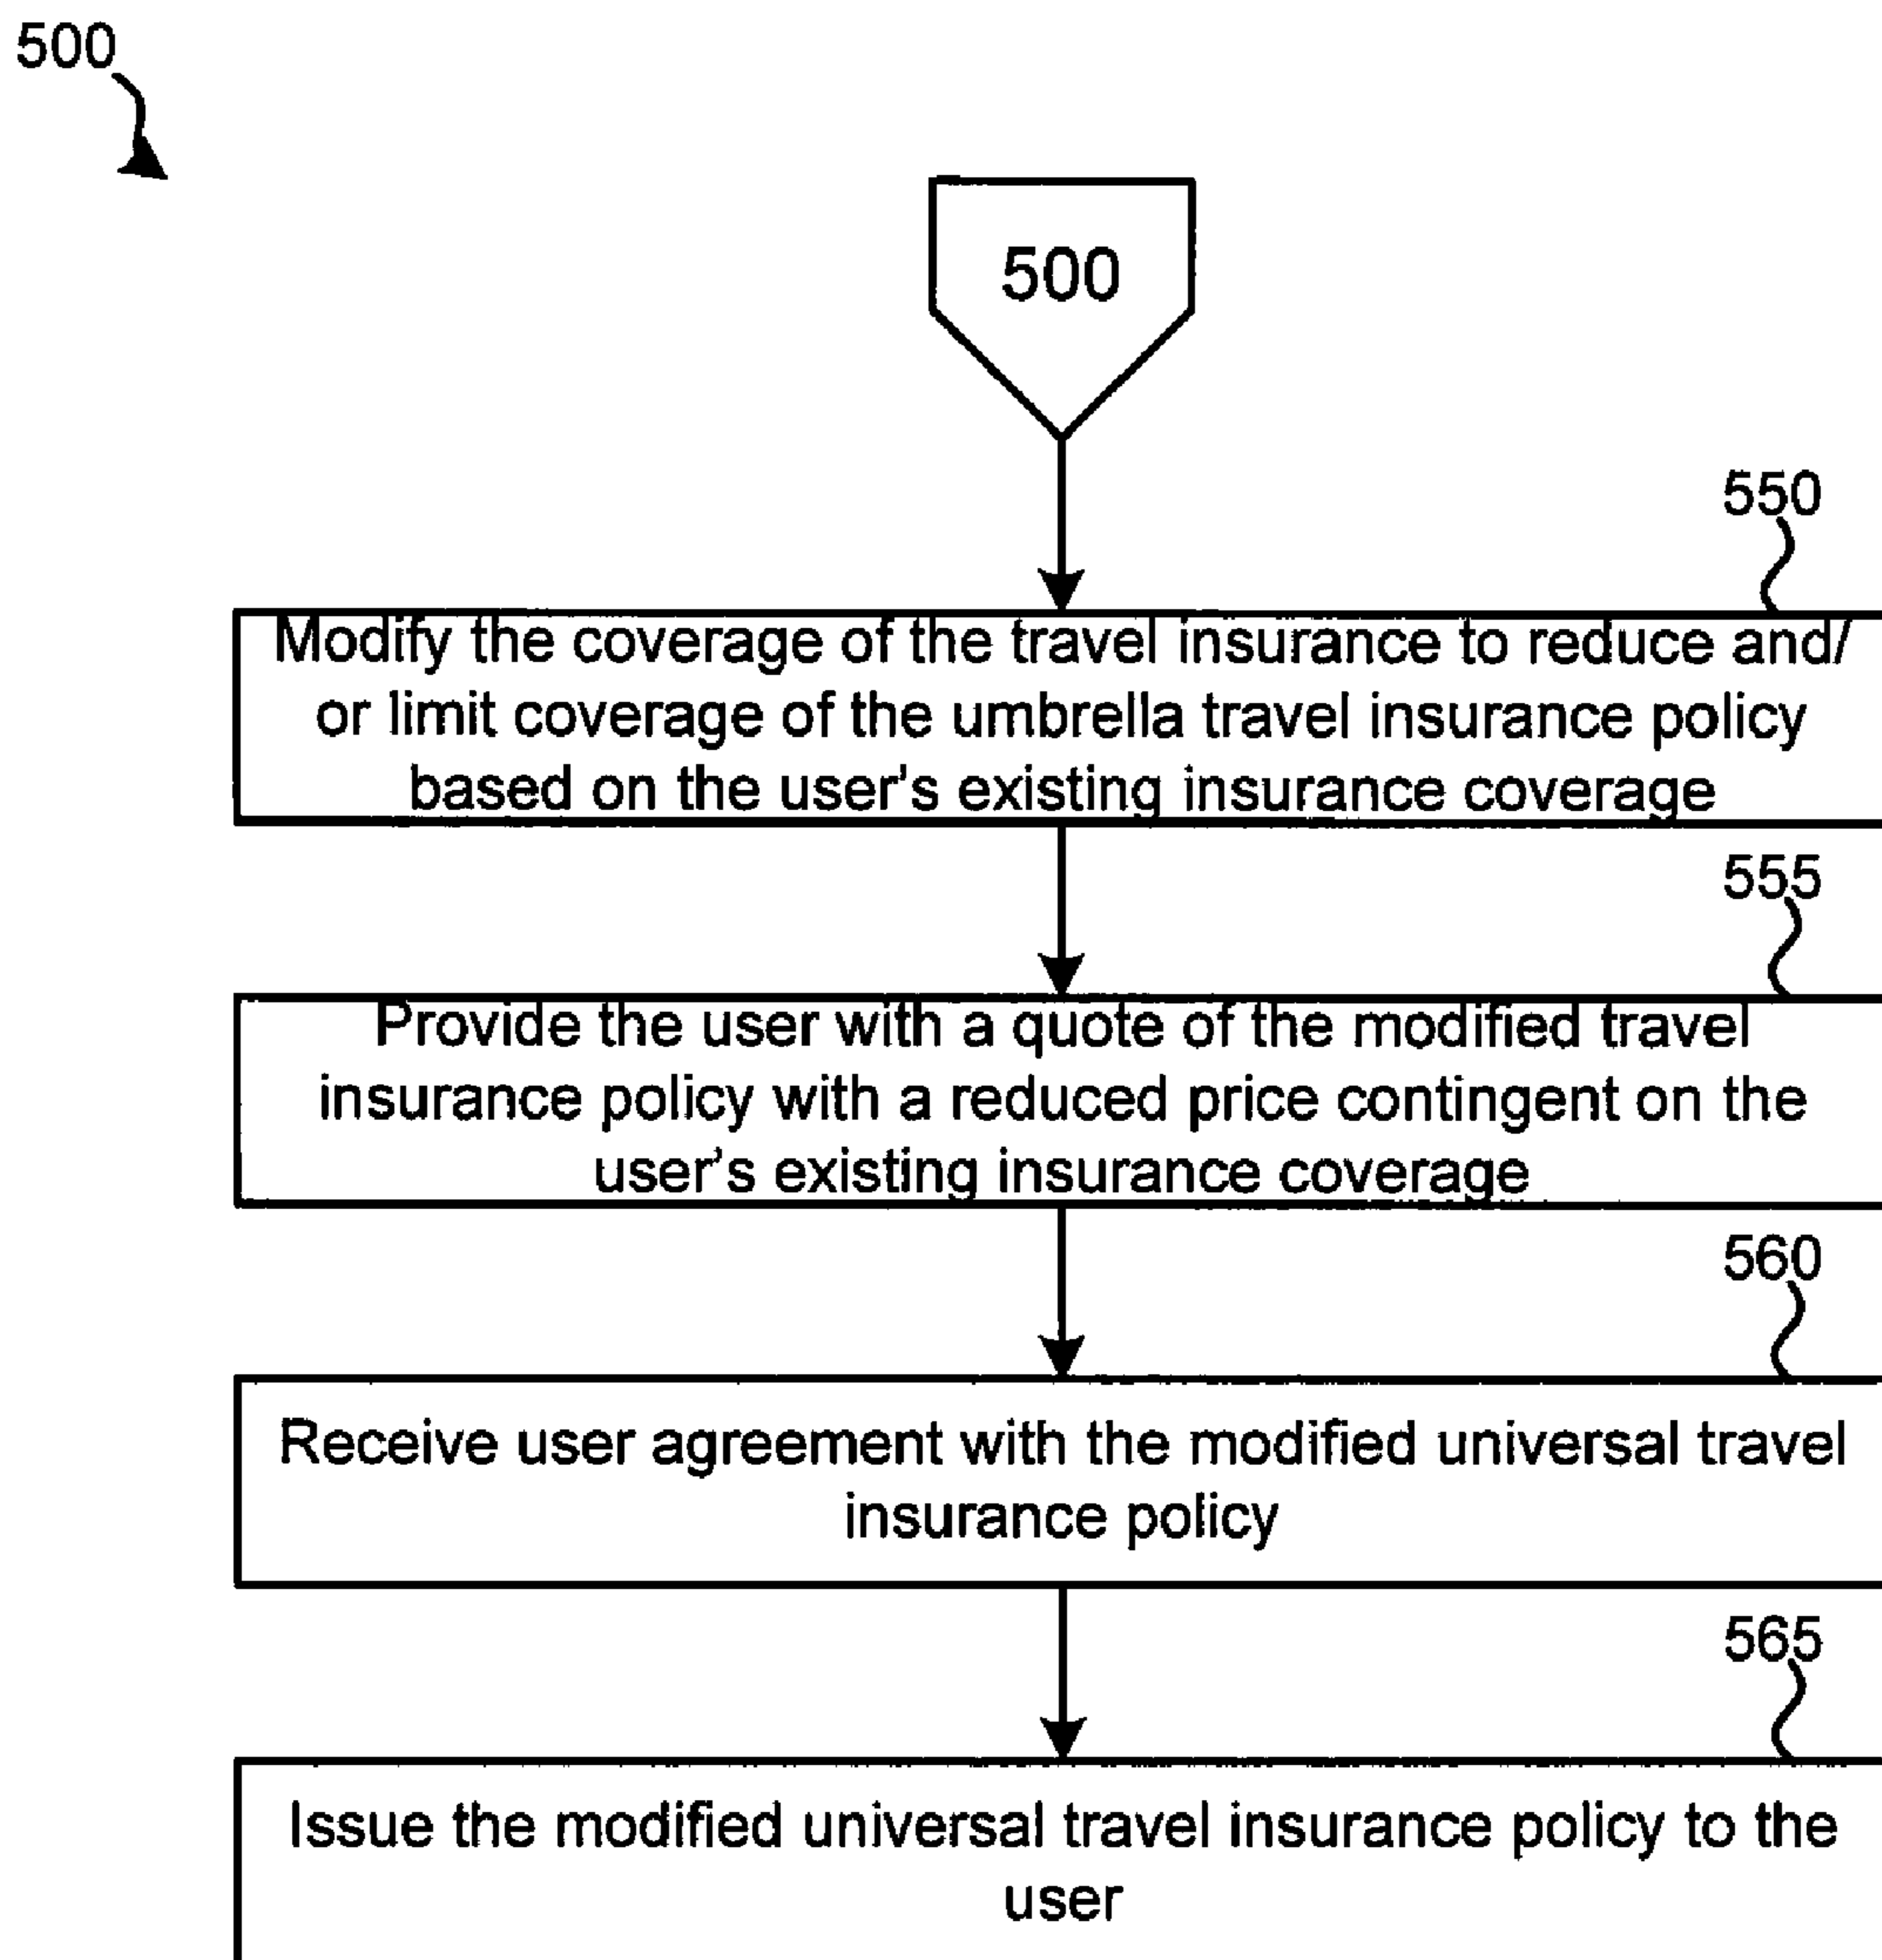 500
500
550
Modify the coverage of the travel insurance to reduce and/
or limit coverage of the umbrella travel insurance policy
based on the user's existing insurance coverage
555
Provide the user with a quote of the modified travel
insurance policy with a reduced price contingent on the
user's existing insurance coverage
560
Receive user agreement with the modified universal travel
insurance policy
565
Issue the modified universal travel insurance policy to the
user